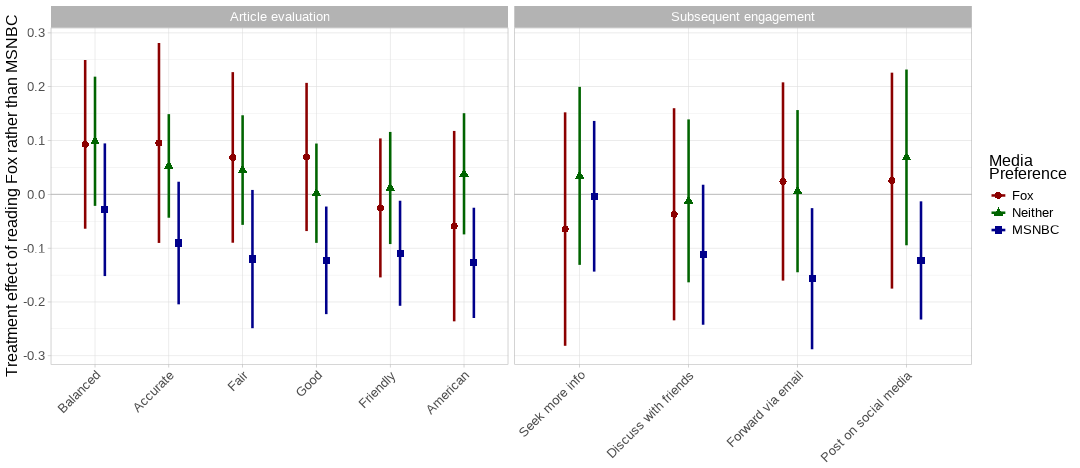 Article evaluation
Subsequent engagement
Treatment effect of reading Fox rather than MSNBC
0.3
0.2
0.1
0.0
-0.1
-0.2
-0.3
Balanced
Accurate
Fair
Good
Friendly
American
Seek more info
Discuss with friends
Forward via email
Post on social media
Media
Preference
Fox
Neither
MSNBC